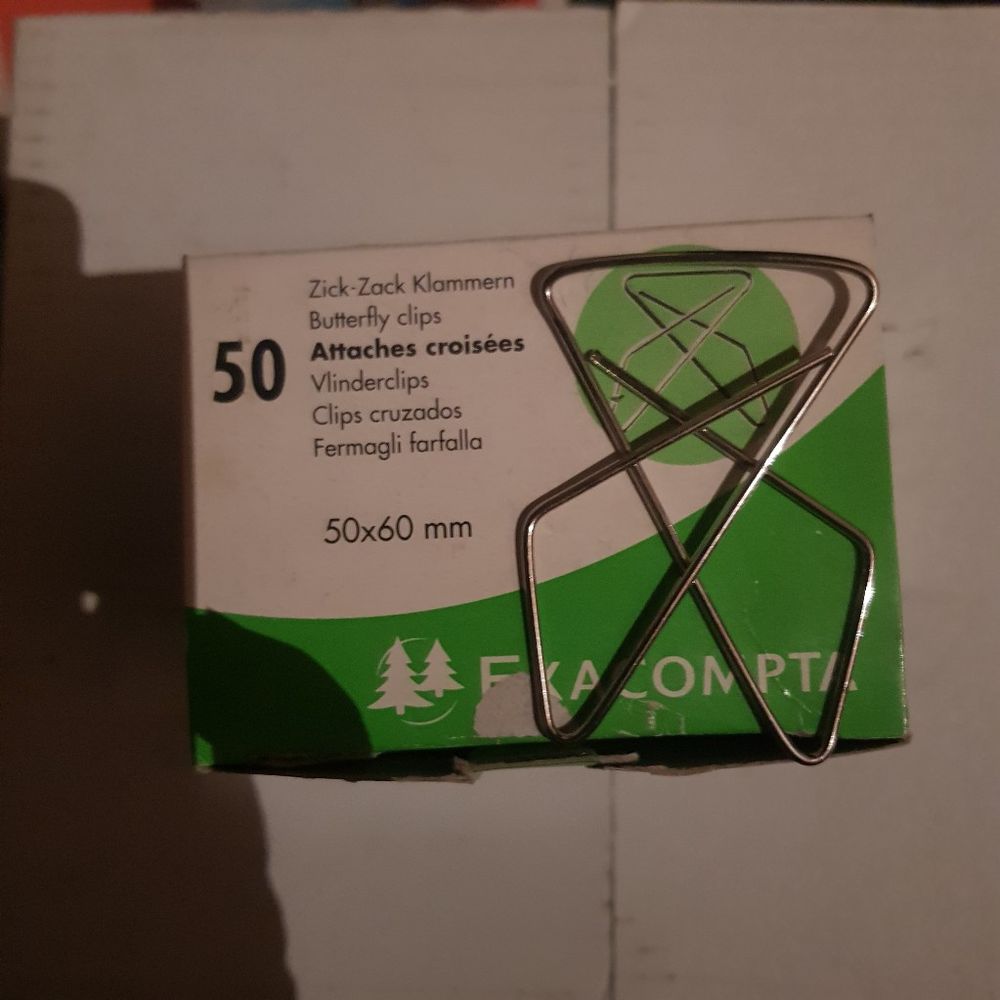 50
Zick-Zack Klammern
Butterfly clips
Attaches croisées
Vlinderclips
Clips cruzados
Fermagli farfalla
50x60 mm
EXACOMPTA